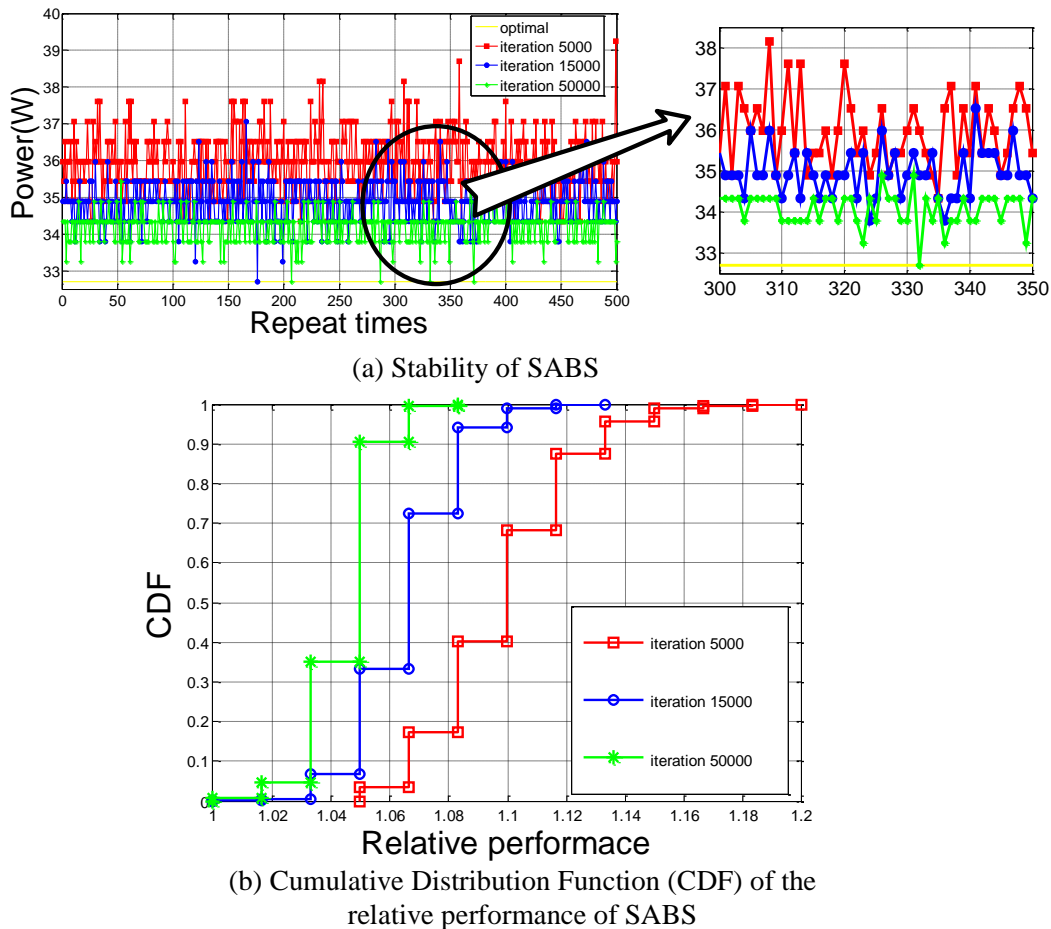 40
39
38
37
36
35
34
33
Power(W)
0 50 100 150 200 250 300 350 400 450 500
Repeat times
optimal
iteration 5000
iteration 15000
iteration 50000
38
37
36
35
34
33
300 310 320 330 340 350
(a) Stability of SABS
1
0.9
0.8
0.7
0.6
0.5
0.4
0.3
0.2
0.1
0
CDF
1 1.02 1.04 1.06 1.08 1.1 1.12 1.14 1.16 1.18 1.2
Relative performace
iteration 5000
iteration 15000
iteration 50000
(b) Cumulative Distribution Function (CDF) of the
relative performance of SABS